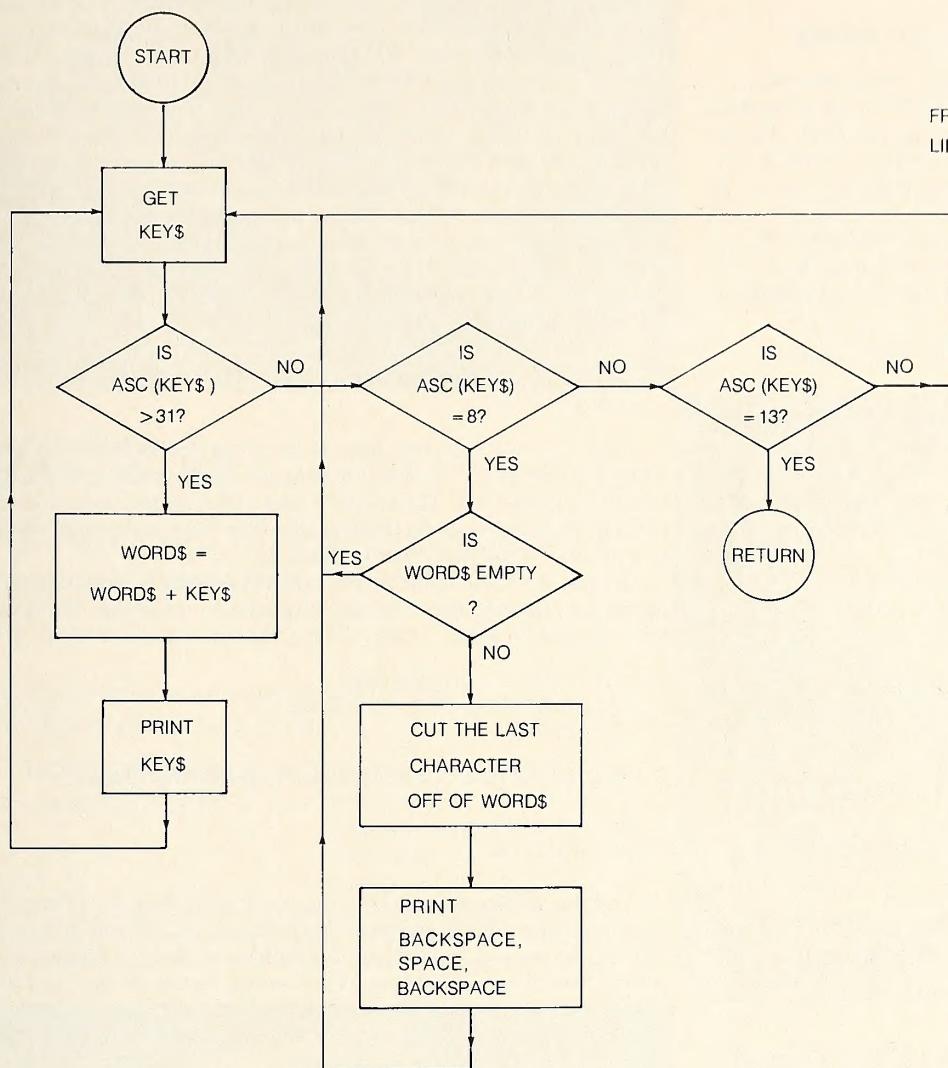 START
GET
KEY$
IS
ASC (KEY$ )
>31?
NO
IS
ASC (KEY$)
=8?
NO
IS
ASC (KEY$)
=13?
NO
YES
WORD$ =
WORD$ + KEY$
PRINT
KEY$
YES
IS
WORD$ EMPTY
?
YES
NO
CUT THE LAST
CHARACTER
OFF OF WORD$
PRINT
BACKSPACE,
SPACE,
BACKSPACE
YES
RETURN